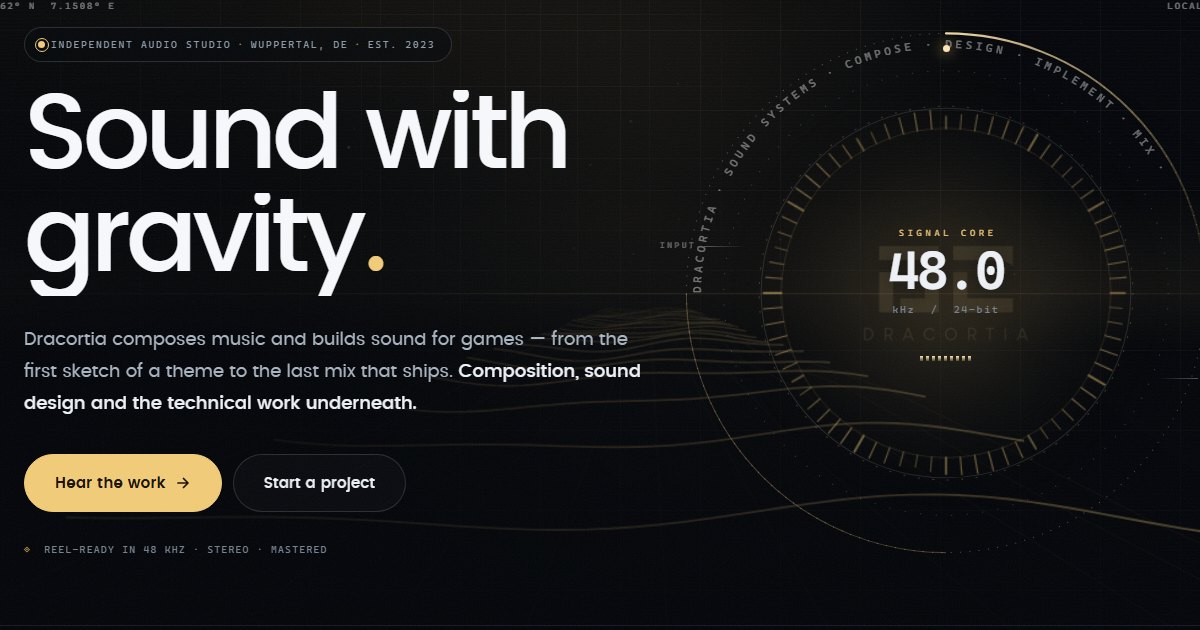 62° N 7.1508° E
LOCAL
INDEPENDENT AUDIO STUDIO · WUPPERTAL, DE · EST. 2023
Sound with
gravity.
Dracortia composes music and builds sound for games — from the
first sketch of a theme to the last mix that ships. Composition, sound
design and the technical work underneath.
Hear the work →
Start a project
REEL-READY IN 48 KHZ · STEREO · MASTERED
DRACORTIA · SOUND SYSTEMS · COMPOSE · DESIGN · IMPLEMENT · MIX ·
INPUT
SIGNAL CORE
48.0
kHz / 24-bit
DRACORTIA